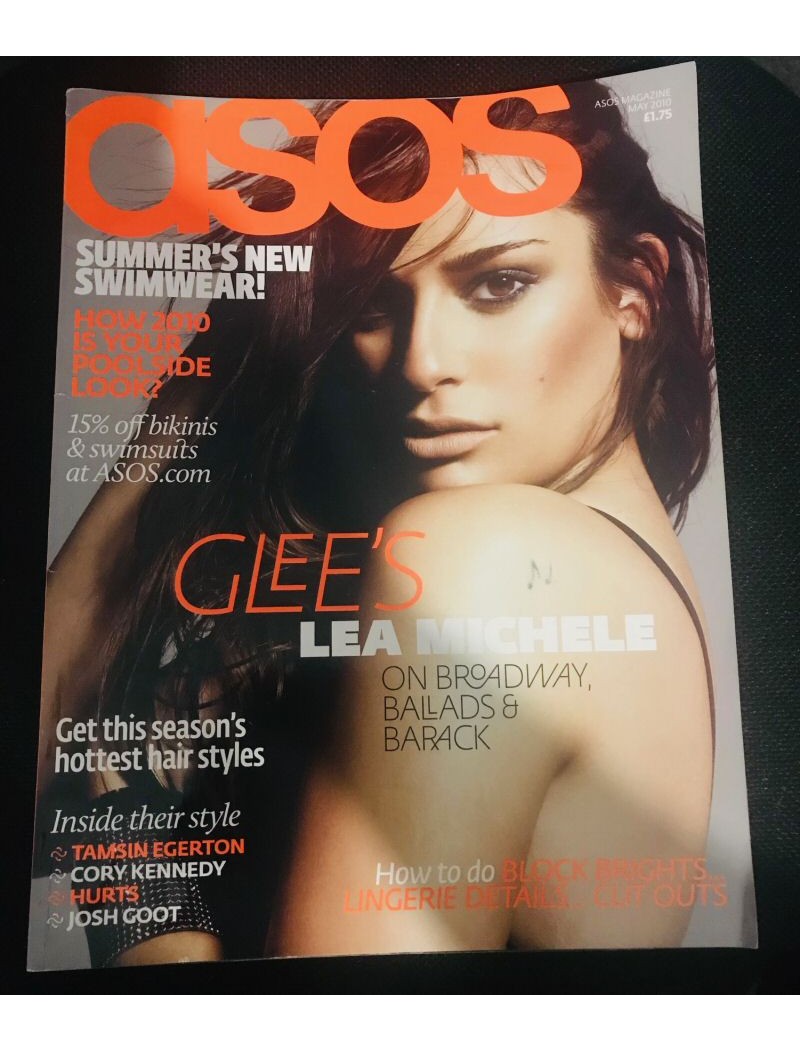 asos
ASOS MAGAZINE
MAY 2010
£1.75
SUMMER'S NEW
SWIMWEAR!
HOW 2010
IS YOUR
POOLSIDE
LOOK?
15% off bikinis
& swimsuits
at ASOS.com
GLEE'S
LEA MICHELE
ON BROADWAY,
BALLADS &
BARACK
Get this season's
hottest hair styles
Inside their style
TAMSIN EGERTON
CORY KENNEDY
HURTS
JOSH GOOT
How to do BLOCK BRIGHTS...
LINGERIE DETAILS... CUT OUTS